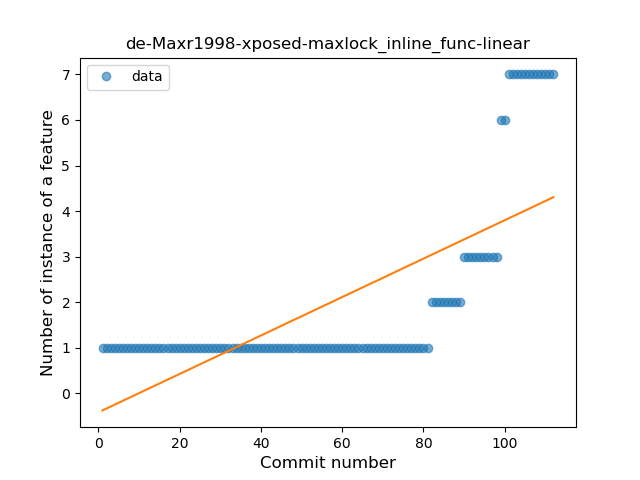 de-Maxr1998-xposed-maxlock_inline_func-linear
data
Number of instance of a feature
7
6
5
4
3
2
1
0
0 20 40 60 80 100
Commit number